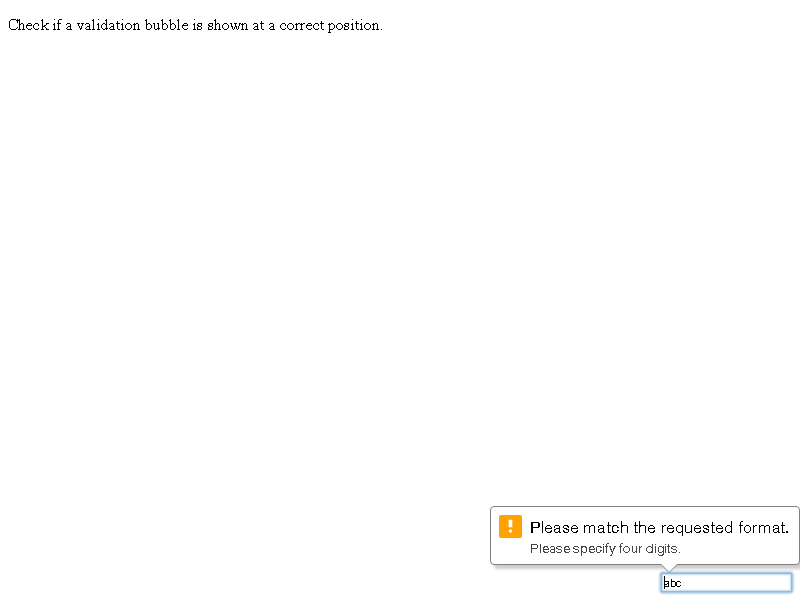 Check if a validation bubble is shown at a correct position.
Please match the requested format.
Please specify four digits.
abc